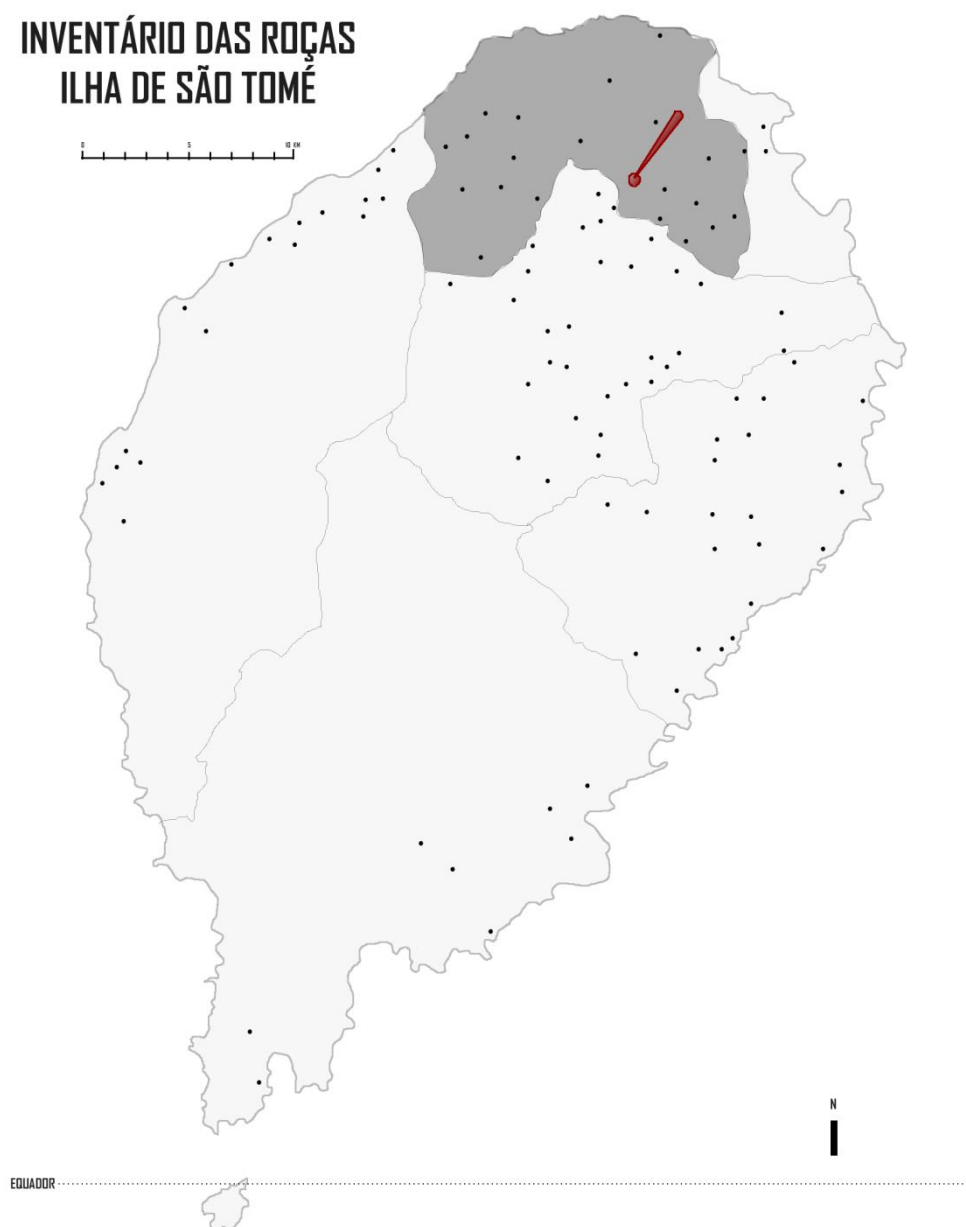 INVENTÁRIO DAS ROÇAS
ILHA DE SÃO TOMÉ
0 5 10 KM
N
EQUADOR